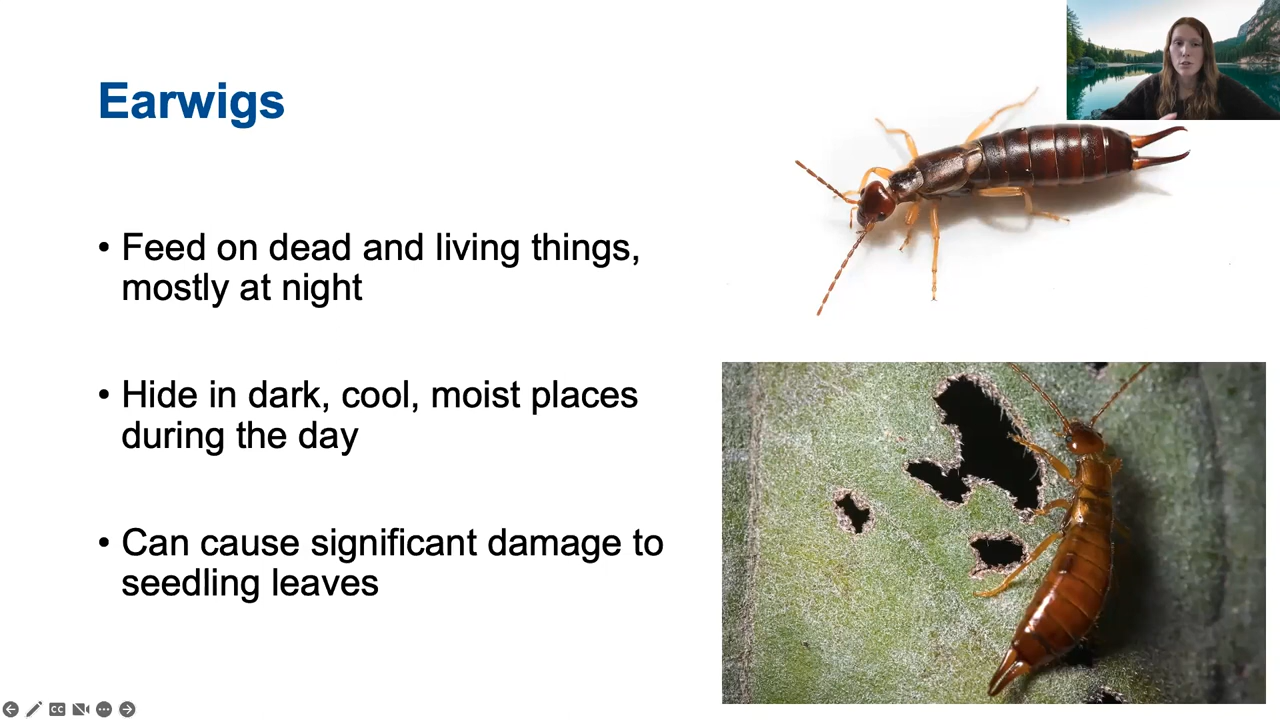 Earwigs
• Feed on dead and living things,
mostly at night
• Hide in dark, cool, moist places
during the day
• Can cause significant damage to
seedling leaves
CC